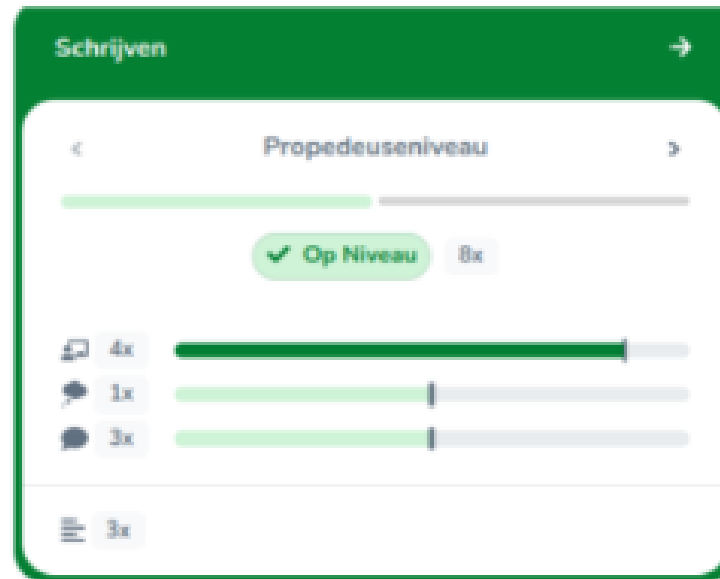 Schrijven
Propedeuseniveau
Op Niveau 8x
4x
1x
3x
3x